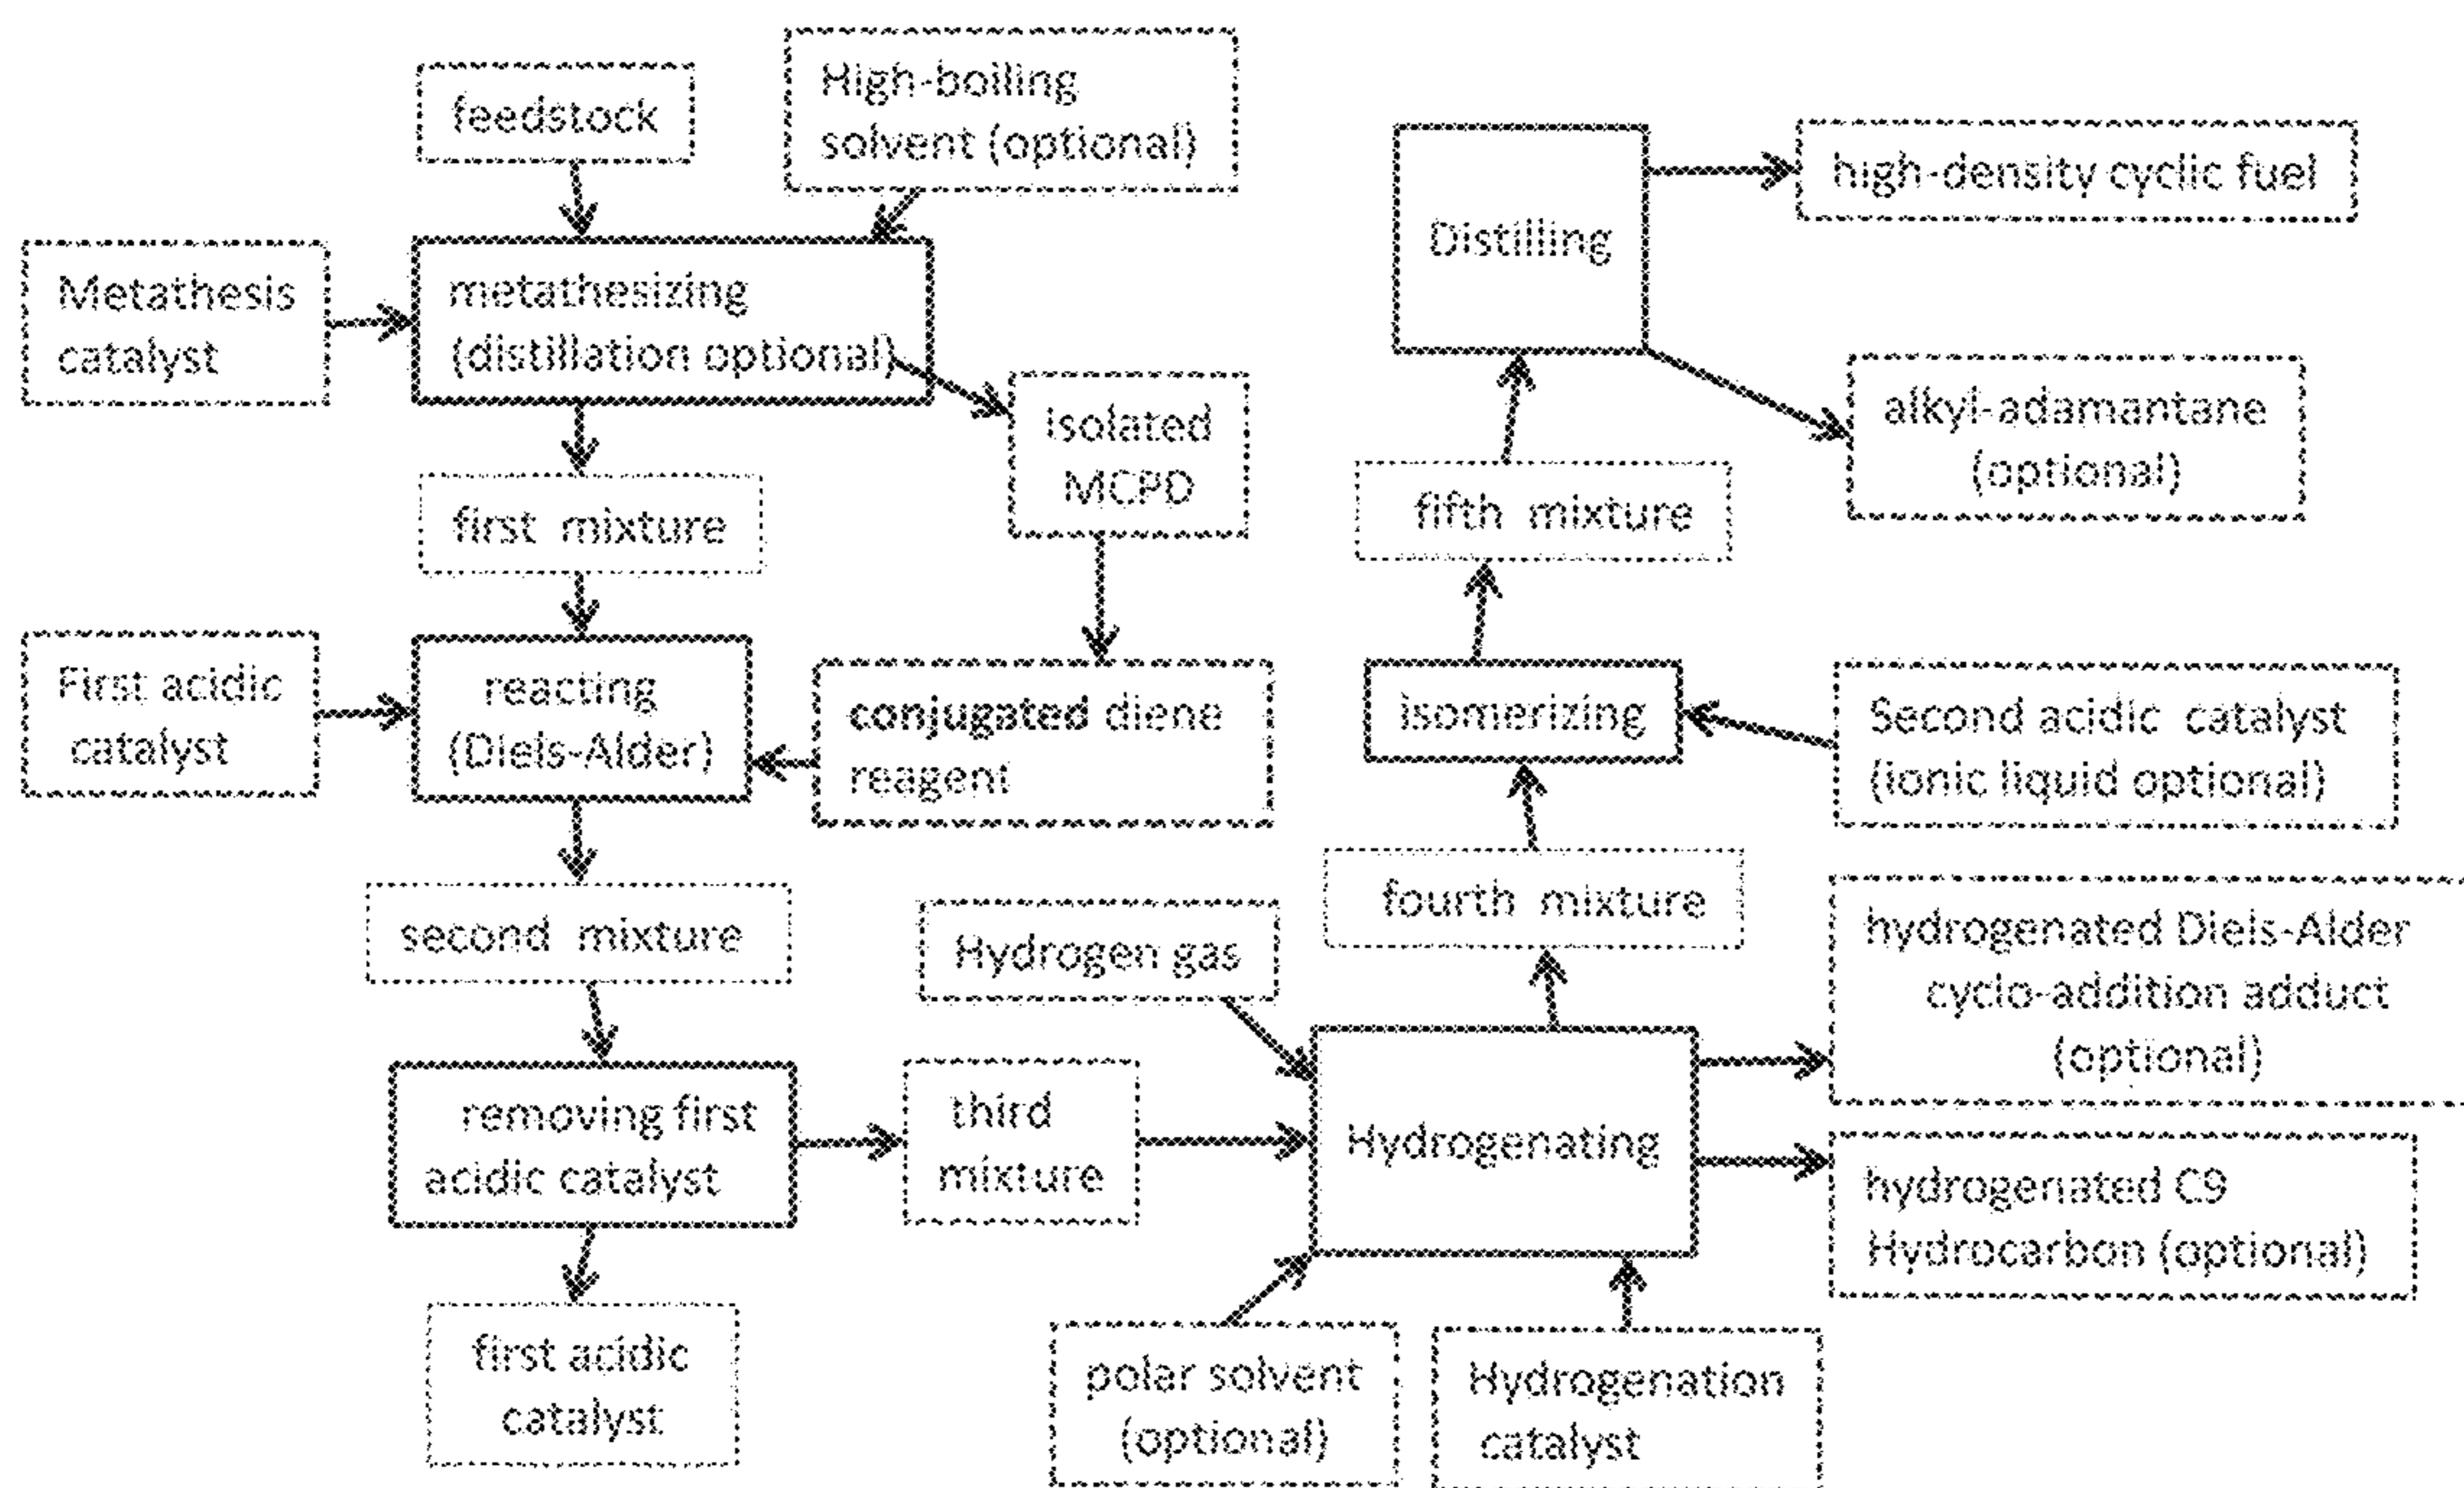 feedstock
High-boiling
solvent (optional)
Metathesis
catalyst
metathesizing
(distillation optional)
isolated
MCPD
first mixture
First acidic
catalyst
reacting
(Diels-Alder)
conjugated diene
reagent
second mixture
removing first
acidic catalyst
first acidic
catalyst
third
mixture
Hydrogen gas
Hydrogenating
polar solvent
(optional)
Hydrogenation
catalyst
hydrogenated Diels-Alder
cyclo-addition adduct
(optional)
hydrogenated C9
Hydrocarbon (optional)
fourth mixture
isomerizing
Second acidic catalyst
(ionic liquid optional)
fifth mixture
Distilling
high-density cyclic fuel
alkyl-adamantane
(optional)